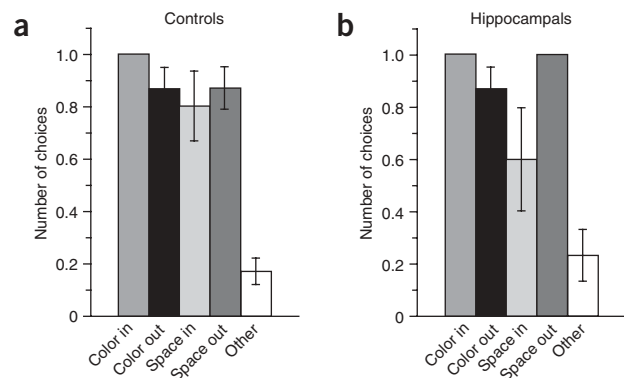 a
Controls
Number of choices
1.0
0.8
0.6
0.4
0.2
0
Color in
Color out
Space in
Space out
Other
b
Hippocampals
Number of choices
1.0
0.8
0.6
0.4
0.2
0
Color in
Color out
Space in
Space out
Other